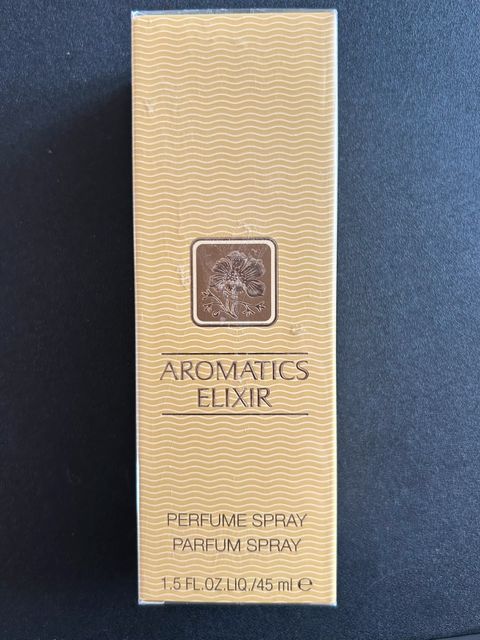 AROMATICS
ELIXIR
PERFUME SPRAY
PARFUM SPRAY
1.5 FL.OZ.LIQ./45 ml ℮